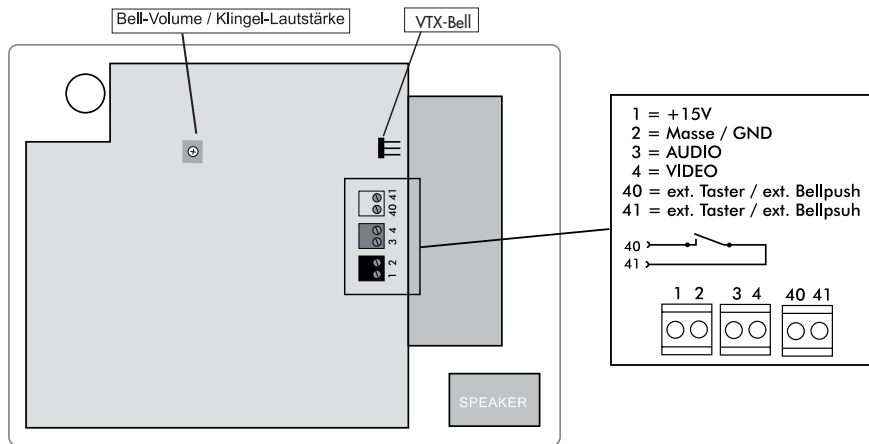 Bell-Volume / Klingel-Lautstärke
VTX-Bell
40 41
3 4
1 2
SPEAKER
1 = +15V
2 = Masse / GND
3 = AUDIO
4 = VIDEO
40 = ext. Taster / ext. Bellpush
41 = ext. Taster / ext. Bellpsuh
40
41
1 2 3 4 40 41